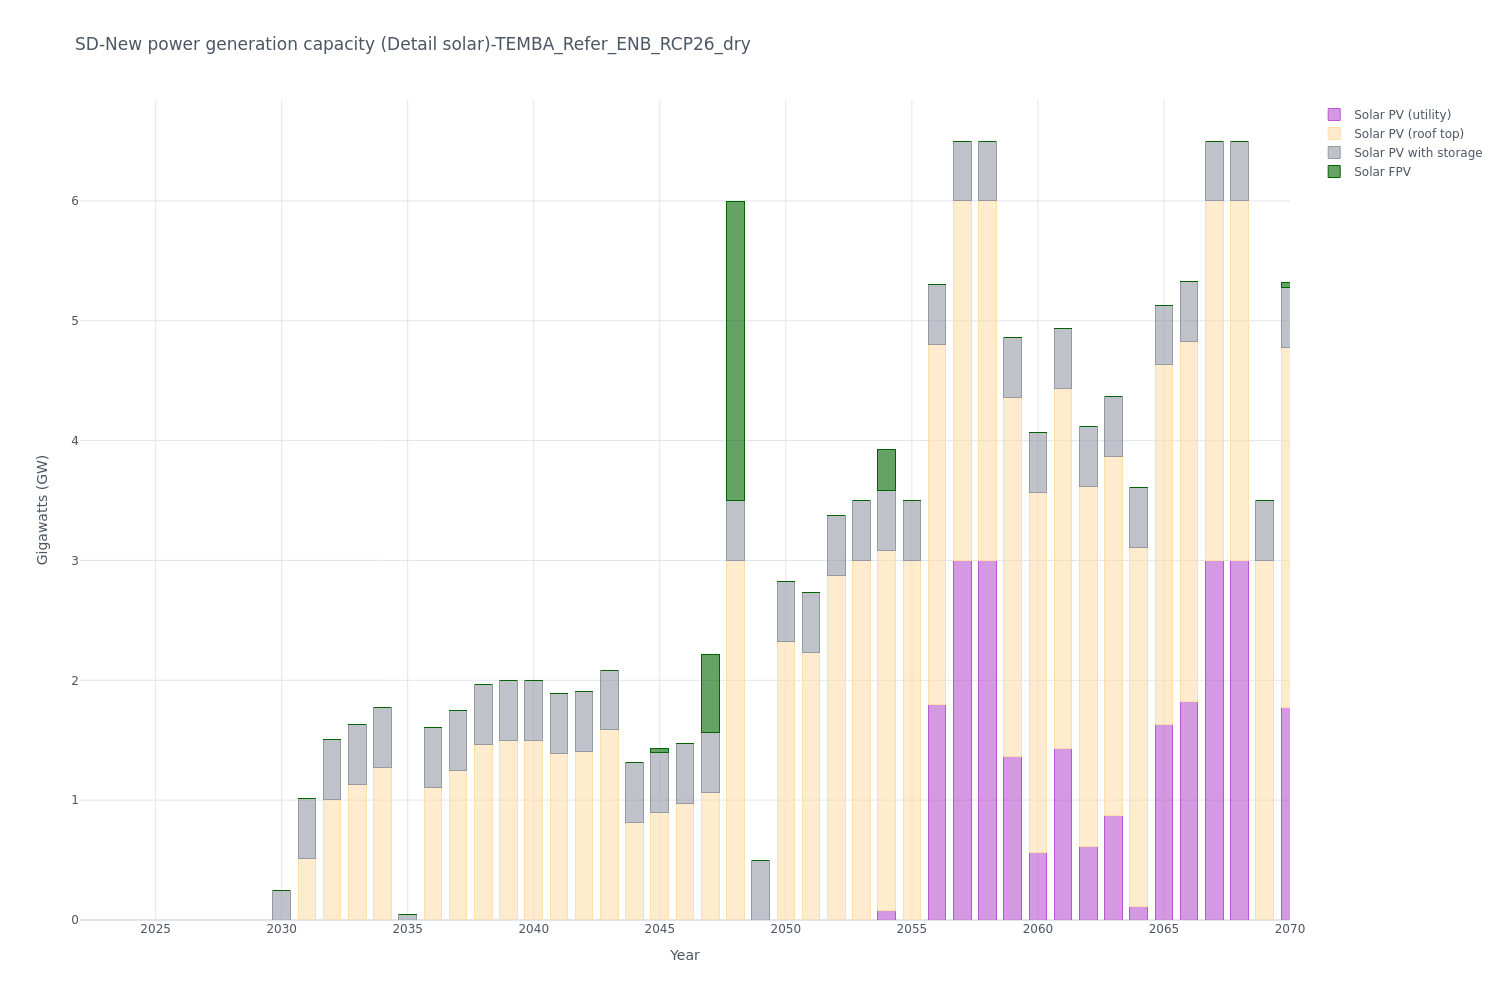 SD-New power generation capacity (Detail solar)-TEMBA_Refer_ENB_RCP26_dry
Solar PV (utility)
Solar PV (roof top)
Solar PV with storage
Solar FPV
Gigawatts (GW)
6
5
4
3
2
1
0
2025 2030 2035 2040 2045 2050 2055 2060 2065 2070
Year